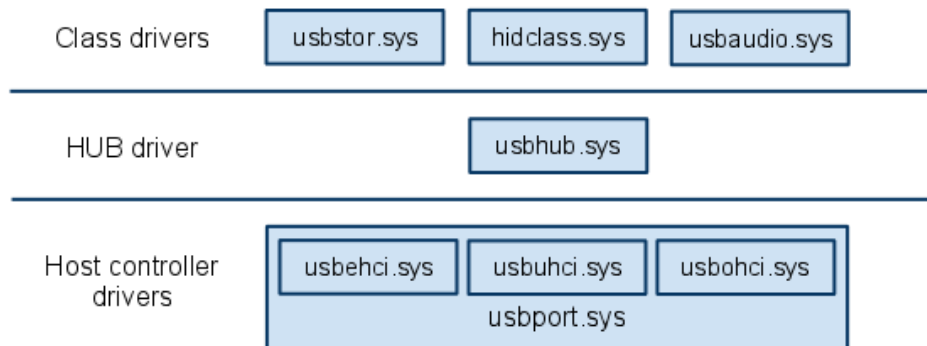 Class drivers
usbstor.sys
hidclass.sys
usbaudio.sys
HUB driver
usbhub.sys
Host controller
drivers
usbehci.sys
usbuhci.sys
usbohci.sys
usbport.sys